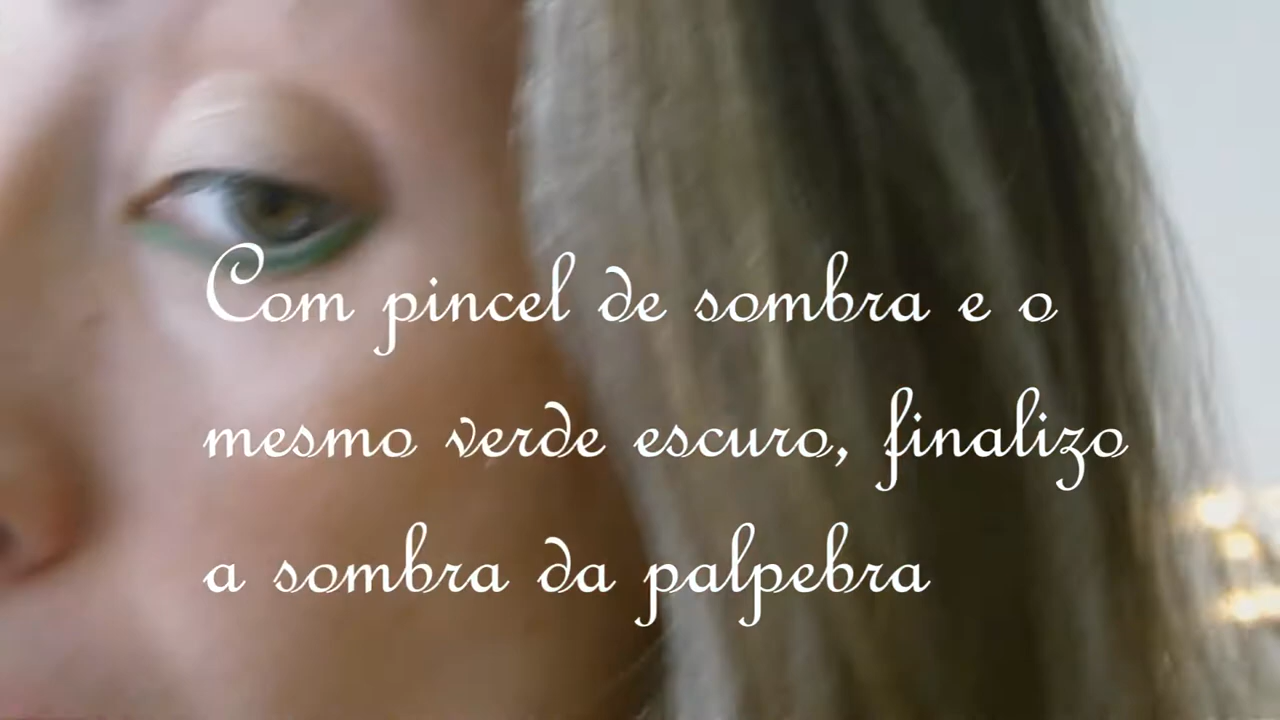 Com pincel de sombra e o
mesmo verde escuro, finalizo
a sombra da palpebra